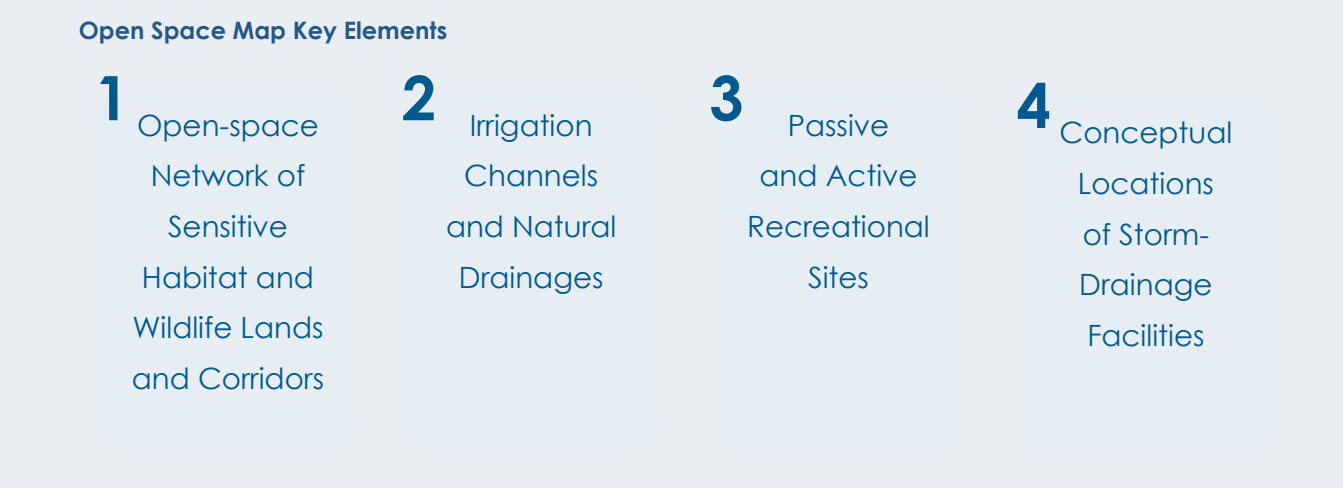 Open Space Map Key Elements
1
Open-space
Network of
Sensitive
Habitat and
Wildlife Lands
and Corridors
2
Irrigation
Channels
and Natural
Drainages
3
Passive
and Active
Recreational
Sites
4
Conceptual
Locations
of Storm-
Drainage
Facilities